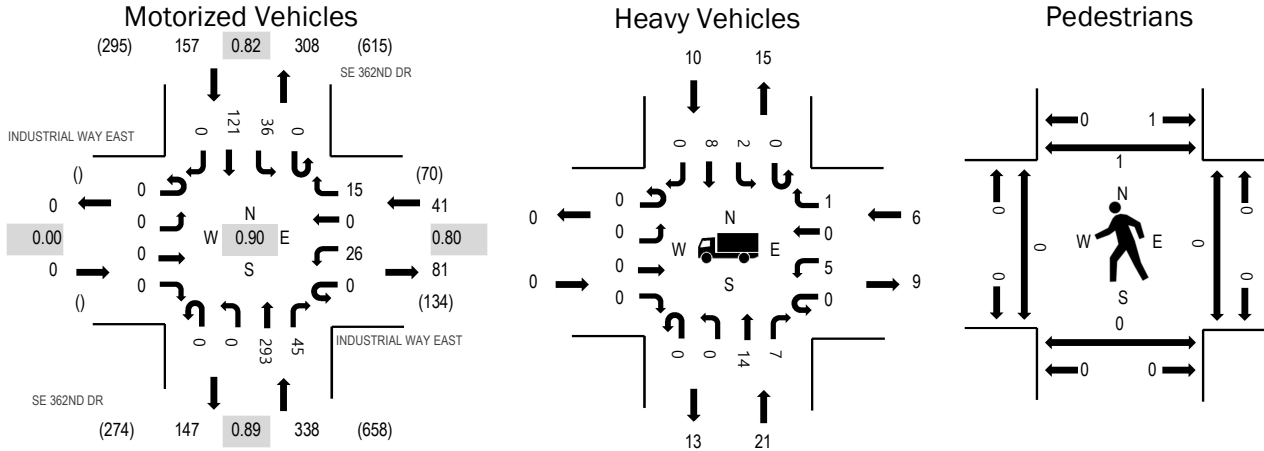 Motorized Vehicles
(295) 157 0.82 308 (615)
SE 362ND DR
INDUSTRIAL WAY EAST
0 121 36 0
() (70)
0 15
0 41
0 0
0.00 W N 0.90 E S 0.80
0 26
0 81
0 0
() (134)
0 0 293 45
INDUSTRIAL WAY EAST
SE 362ND DR
(274) 147 0.89 338 (658)
Heavy Vehicles
10 15
0 8 2 0
0 1
0 6
0 N 0
W E
0 5
0 S 9
0 0
0 0 14 7
13 21
Pedestrians
0 1
1
0 0
N
W E
0 0
S
0 0
0
0 0